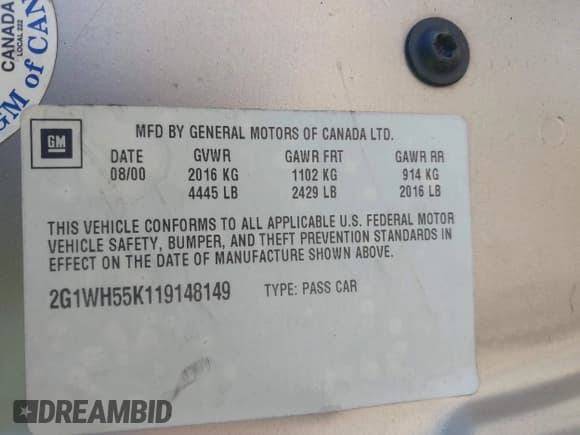 CANADA
LOCAL 222
GM of CAN
GM
MFD BY GENERAL MOTORS OF CANADA LTD.
DATE GVWR GAWR FRT GAWR RR
08/00 2016 KG 1102 KG 914 KG
4445 LB 2429 LB 2016 LB
THIS VEHICLE CONFORMS TO ALL APPLICABLE U.S. FEDERAL MOTOR
VEHICLE SAFETY, BUMPER, AND THEFT PREVENTION STANDARDS IN
EFFECT ON THE DATE OF MANUFACTURE SHOWN ABOVE.
2G1WH55K119148149 TYPE: PASS CAR
DREAMBID